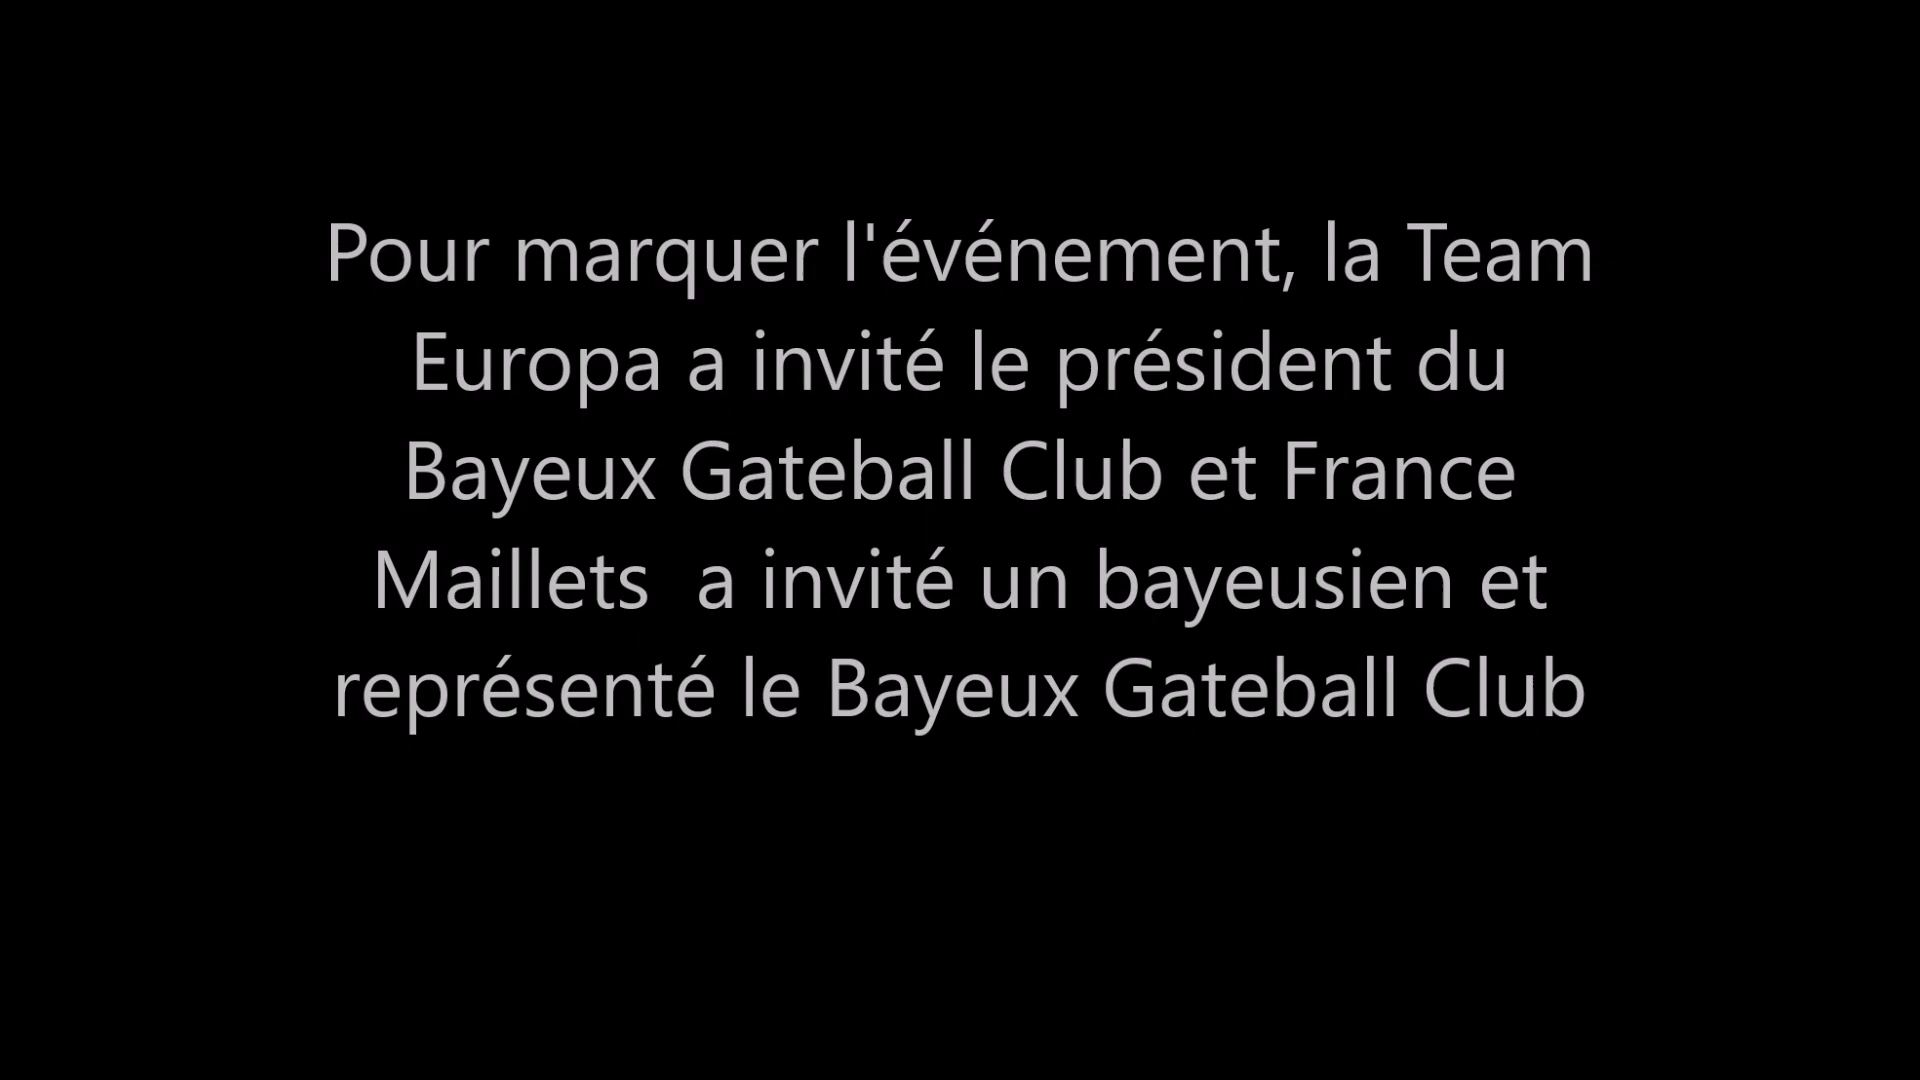 Pour marquer l'événement, la Team
Europa a invité le président du
Bayeux Gateball Club et France
Maillets  a invité un bayeusien et
représenté le Bayeux Gateball Club